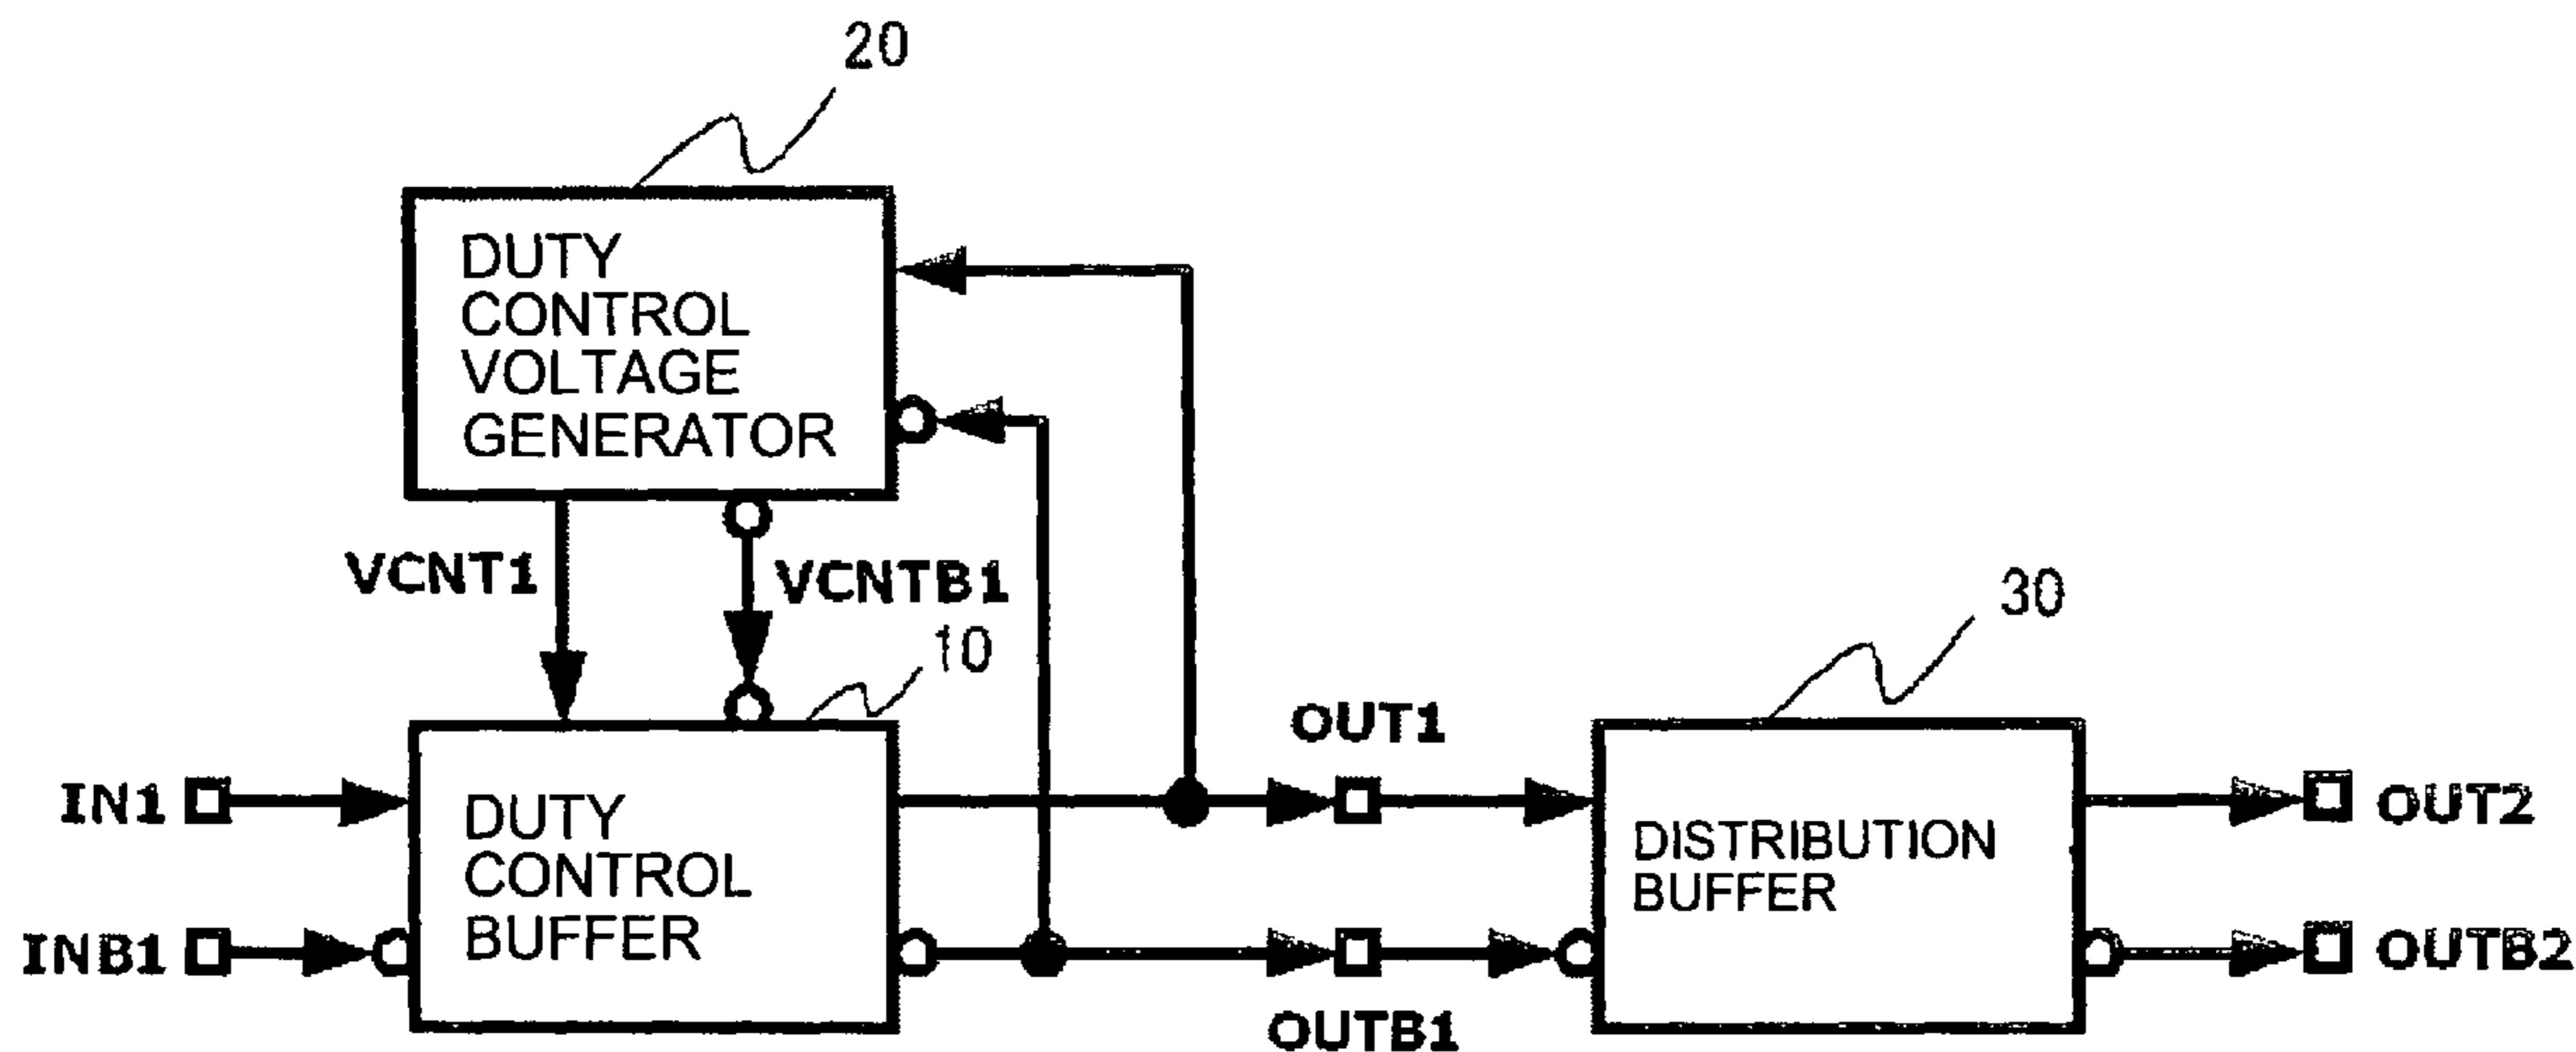 20
DUTY
CONTROL
VOLTAGE
GENERATOR
VCNT1
VCNTB1
10
30
OUT1
IN1
DUTY
CONTROL
BUFFER
DISTRIBUTION
BUFFER
OUT2
INB1
OUTB2
OUTB1